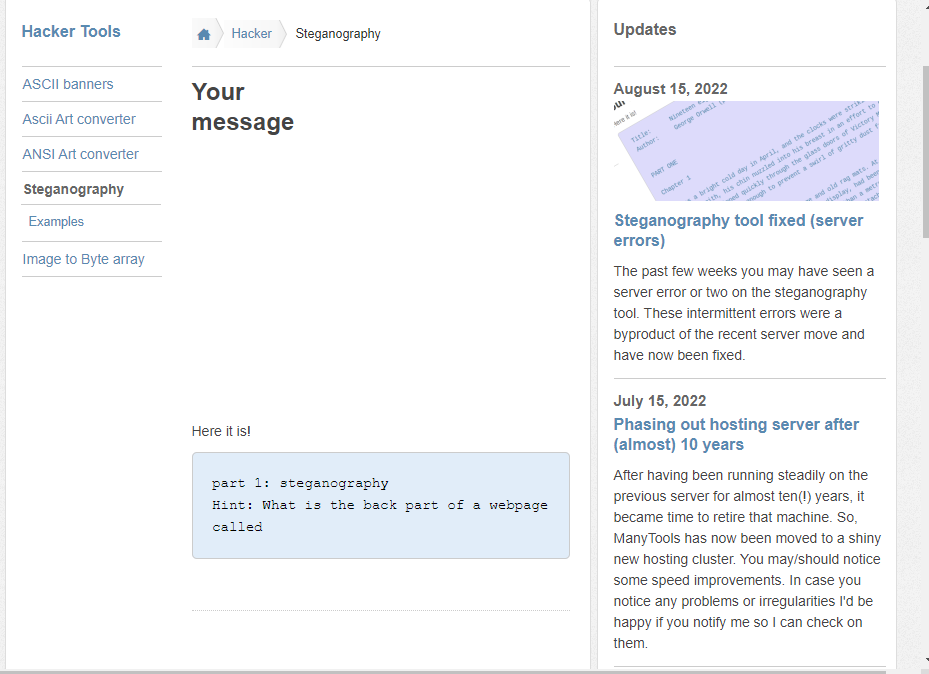 Hacker Tools
ASCII banners
Ascii Art converter
ANSI Art converter
Steganography
Examples
Image to Byte array
Hacker
Steganography
Your
message
Here it is!
part 1: steganography
Hint: What is the back part of a webpage
called
Updates
August 15, 2022
Title:
Author:
George Orwell
PART ONE
Chapter 1
Steganography tool fixed (server
errors)
The past few weeks you may have seen a
server error or two on the steganography
tool. These intermittent errors were a
byproduct of the recent server move and
have now been fixed.
July 15, 2022
Phasing out hosting server after
(almost) 10 years
After having been running steadily on the
previous server for almost ten(!) years, it
became time to retire that machine. So,
ManyTools has now been moved to a shiny
new hosting cluster. You may/should notice
some speed improvements. In case you
notice any problems or irregularities I'd be
happy if you notify me so I can check on
them.